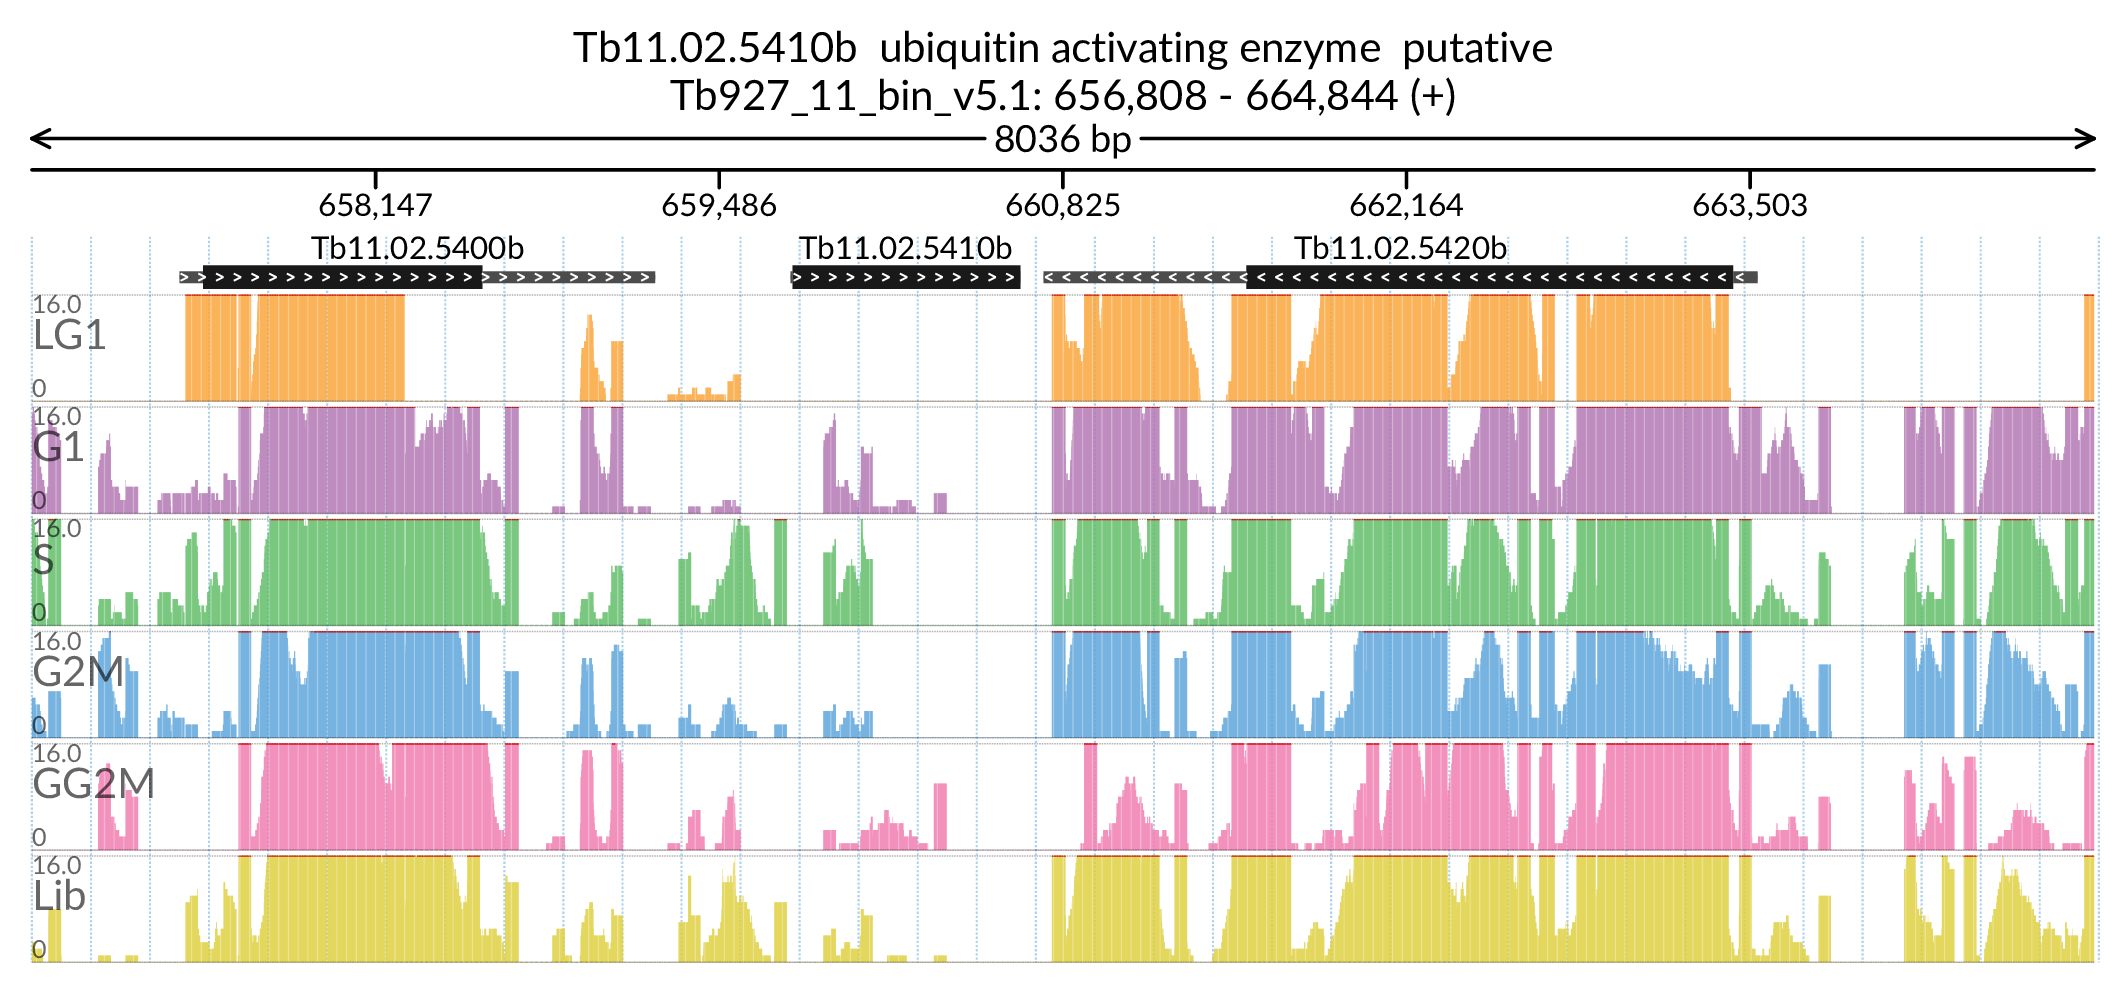 Tb11.02.5410b ubiquitin activating enzyme putative
Tb927_11_bin_v5.1: 656,808 - 664,844 (+)
8036 bp
658,147 659,486 660,825 662,164 663,503
Tb11.02.5400b Tb11.02.5410b Tb11.02.5420b
16.0
LG1
0
16.0
G1
0
16.0
S
0
16.0
G2M
0
16.0
GG2M
0
16.0
Lib
0